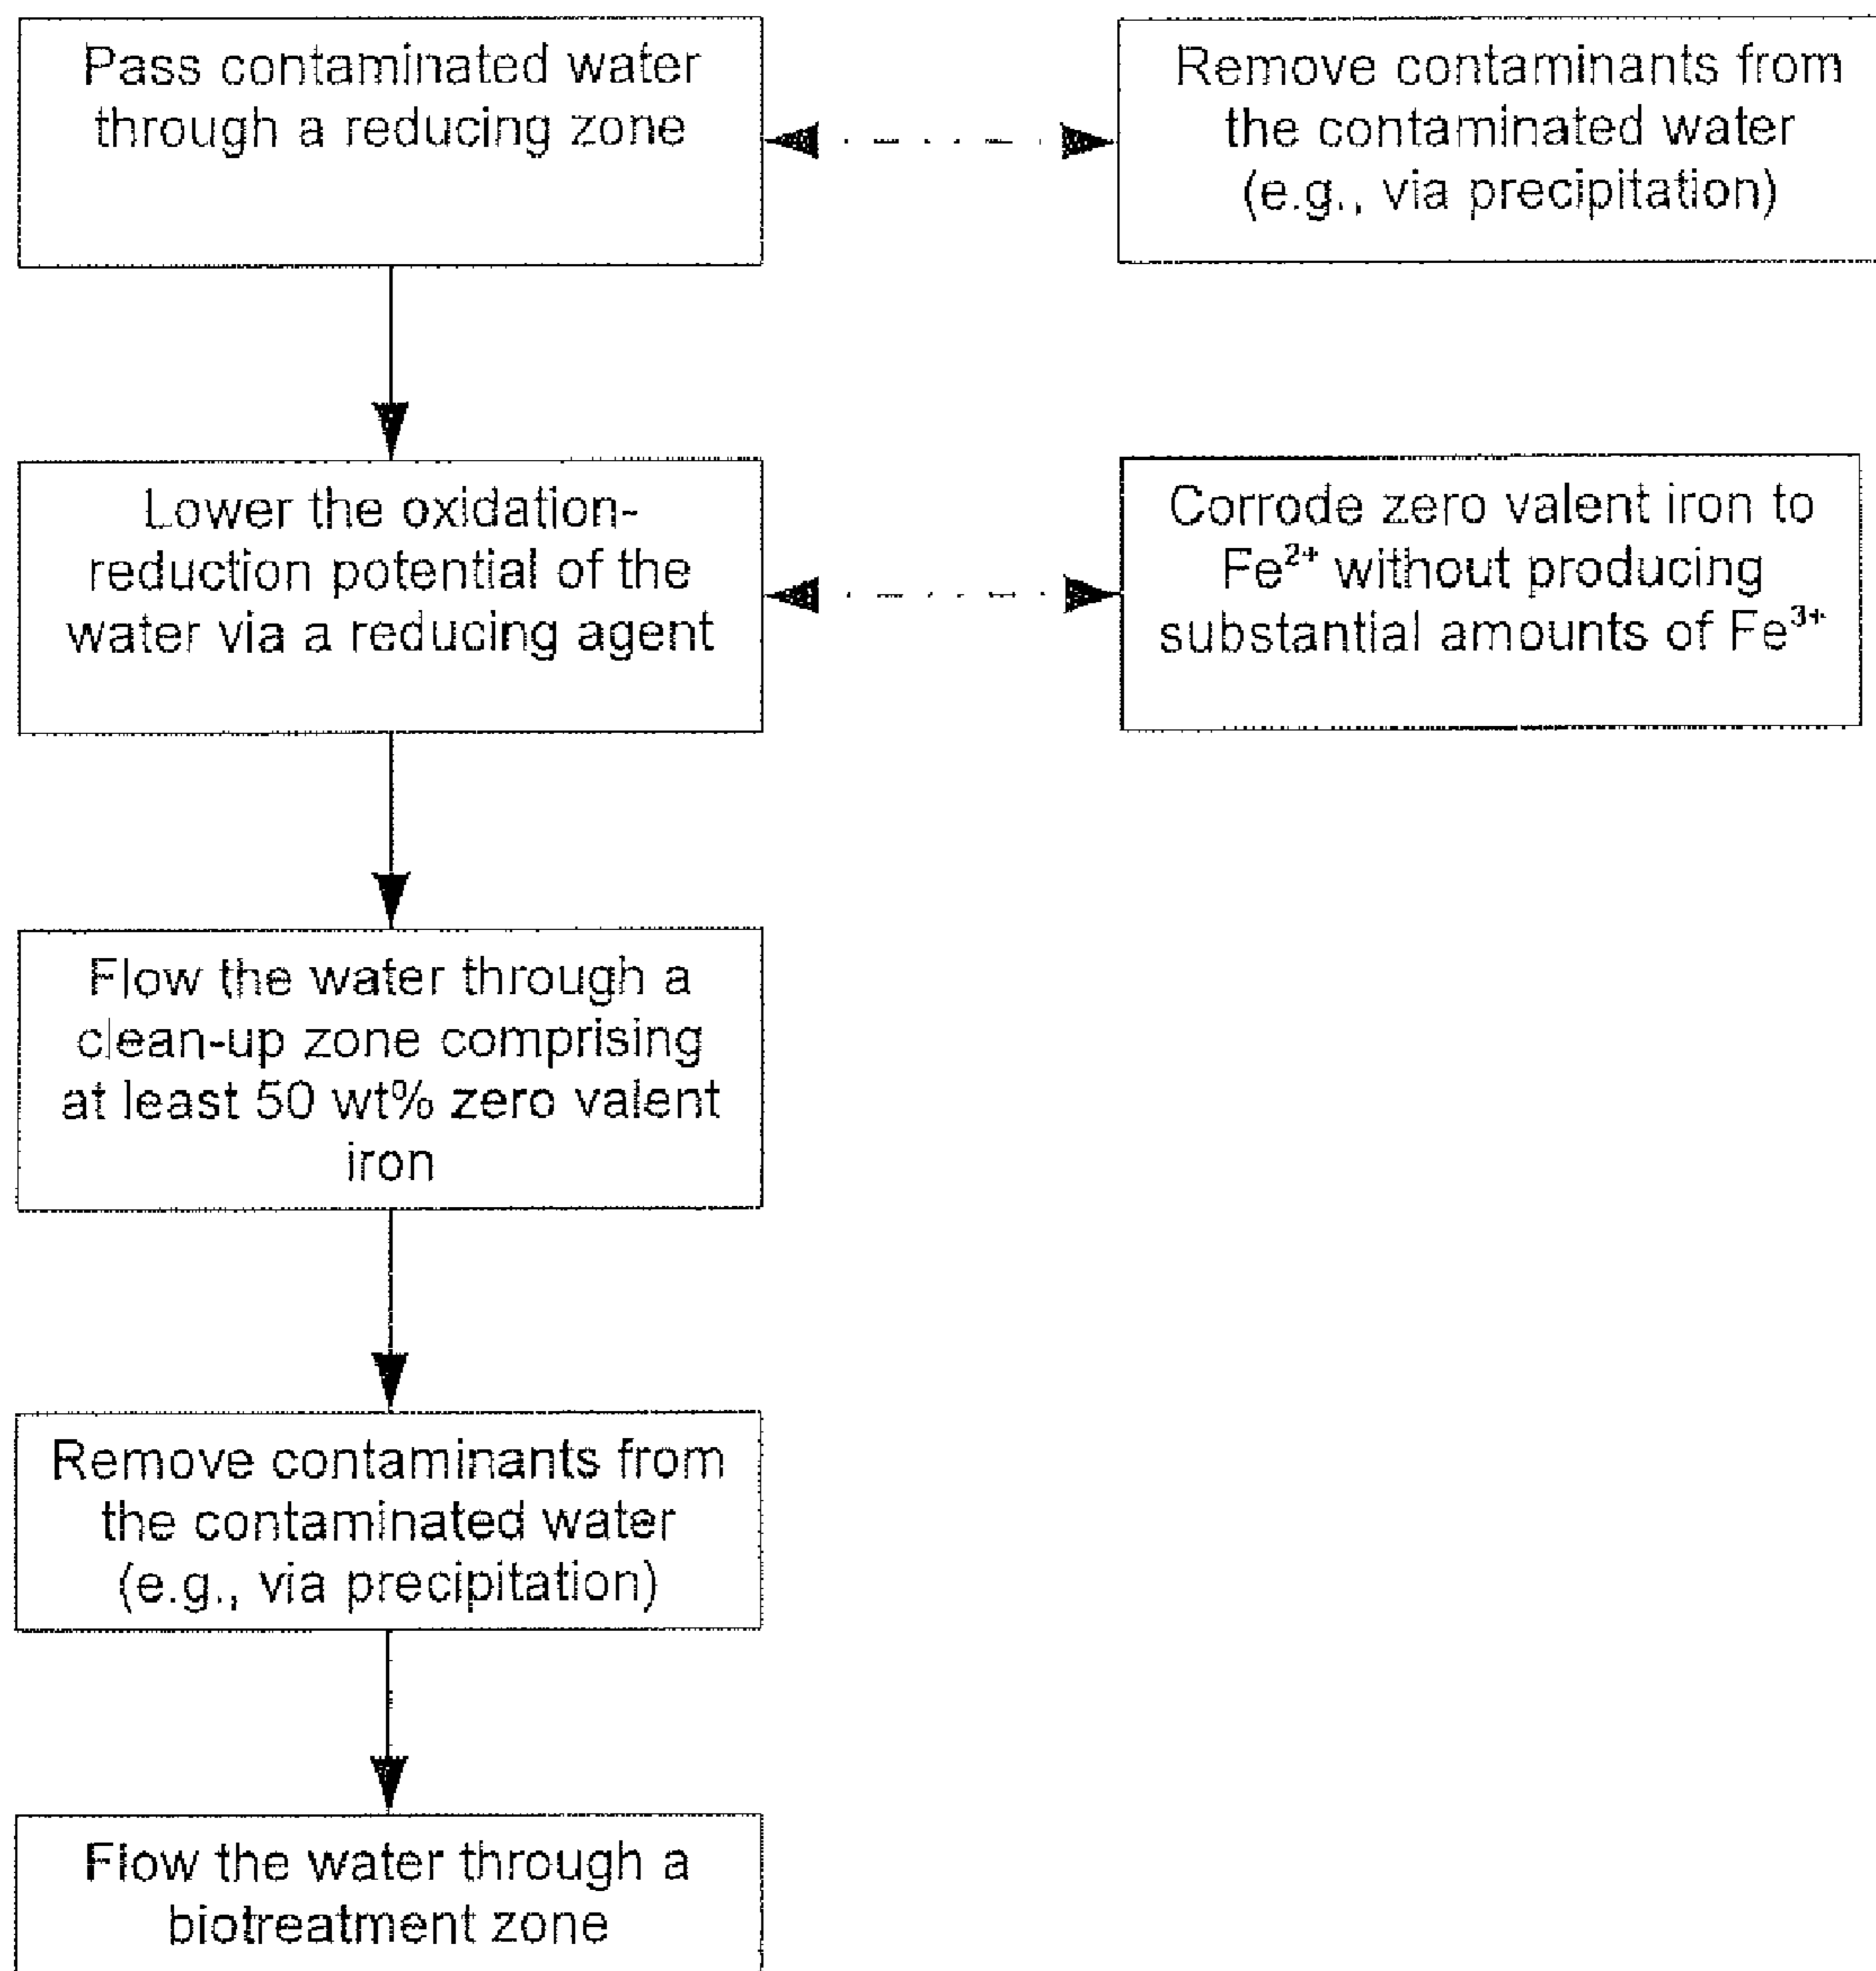 Pass contaminated water
through a reducing zone
Remove contaminants from
the contaminated water
(e.g., via precipitation)
Lower the oxidation-
reduction potential of the
water via a reducing agent
Corrode zero valent iron to
Fe²⁺ without producing
substantial amounts of Fe³⁺
Flow the water through a
clean-up zone comprising
at least 50 wt% zero valent
iron
Remove contaminants from
the contaminated water
(e.g., via precipitation)
Flow the water through a
biotreatment zone